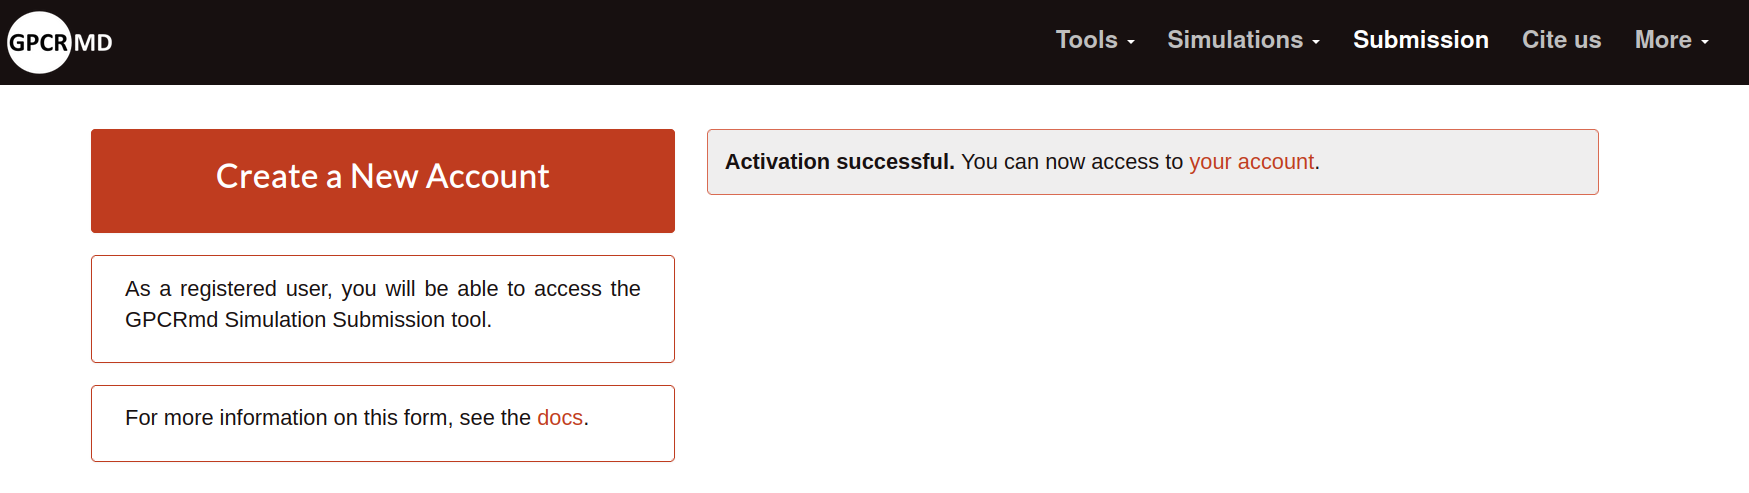 GPCRMD
Tools
Simulations
Submission
Cite us
More
Create a New Account
As a registered user, you will be able to access the
GPCRmd Simulation Submission tool.
For more information on this form, see the docs.
Activation successful. You can now access to your account.